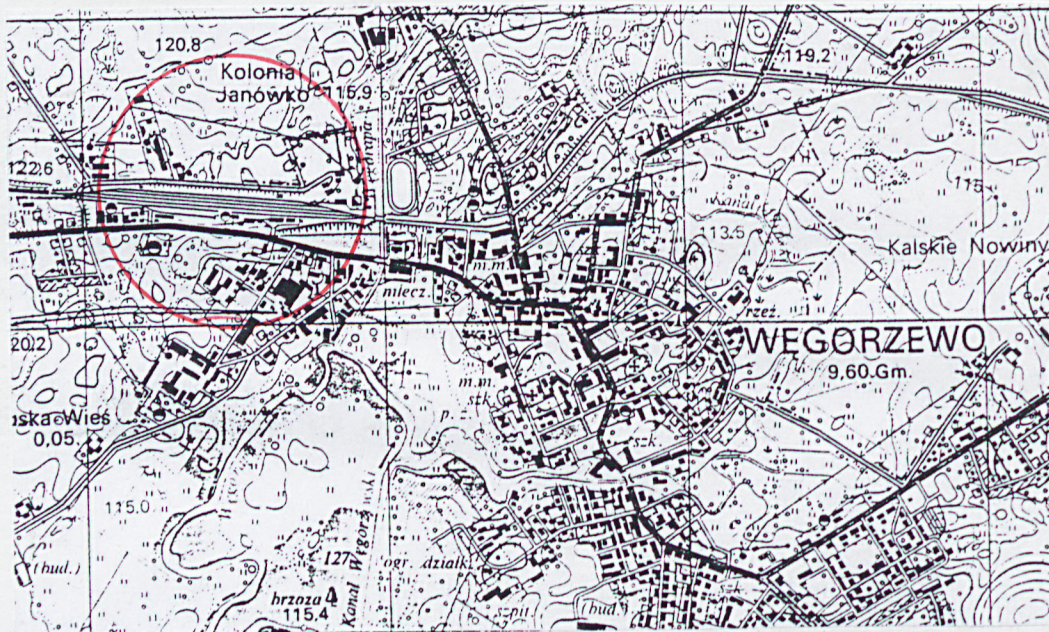 120.8
Kolonia
Janówko
115.9
119.2
122.6
115
Kanał
113.5
Kalskie Nowiny
m.m.
mlecz.
rzeź.
20.2
WĘGORZEWO
9.60 Gm.
m.m.
szk.
p. z.
szk.
ska Wieś
0.05
115.0
Kanał Węgorzewski
127
ogr. działk.
(bud.)
brzoza
115.4
szpit.
(bud.)